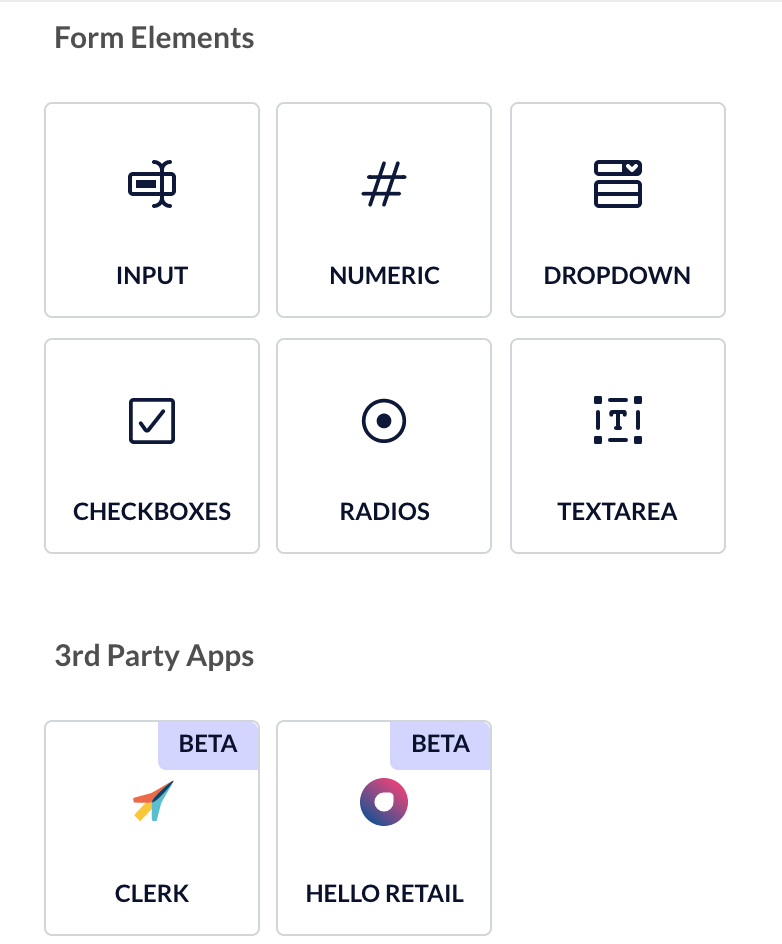 Form Elements
INPUT
NUMERIC
DROPDOWN
CHECKBOXES
RADIOS
TEXTAREA
3rd Party Apps
BETA
CLERK
BETA
HELLO RETAIL